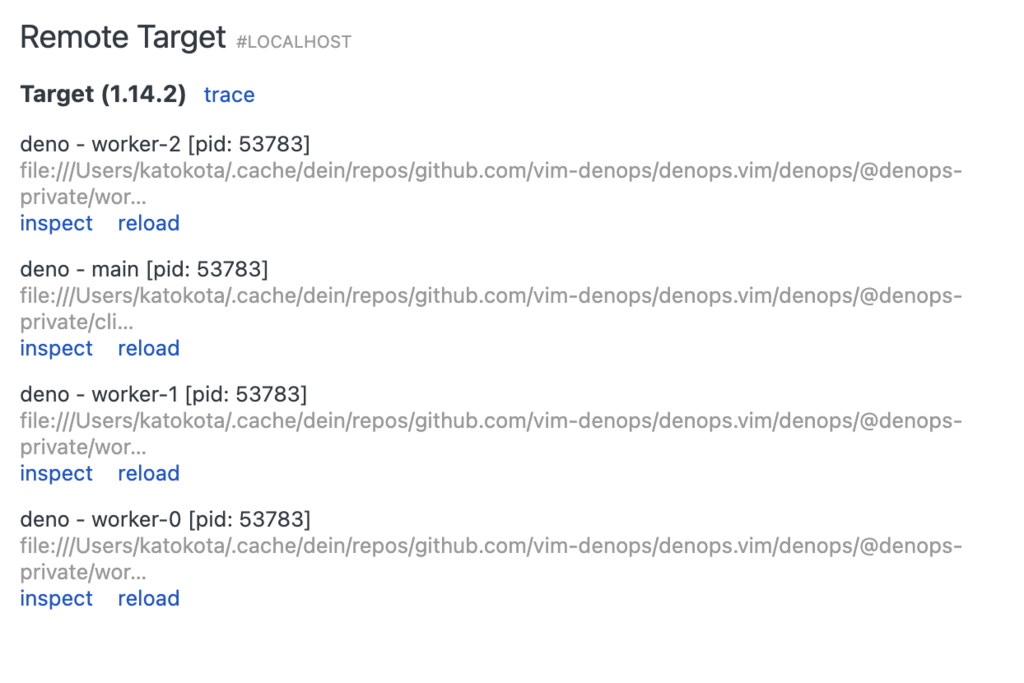 Remote Target #LOCALHOST
Target (1.14.2) trace
deno - worker-2 [pid: 53783]
file:///Users/katokota/.cache/dein/repos/github.com/vim-denops/denops.vim/denops/@denops-
private/wor...
inspect reload
deno - main [pid: 53783]
file:///Users/katokota/.cache/dein/repos/github.com/vim-denops/denops.vim/denops/@denops-
private/cli...
inspect reload
deno - worker-1 [pid: 53783]
file:///Users/katokota/.cache/dein/repos/github.com/vim-denops/denops.vim/denops/@denops-
private/wor...
inspect reload
deno - worker-0 [pid: 53783]
file:///Users/katokota/.cache/dein/repos/github.com/vim-denops/denops.vim/denops/@denops-
private/wor...
inspect reload